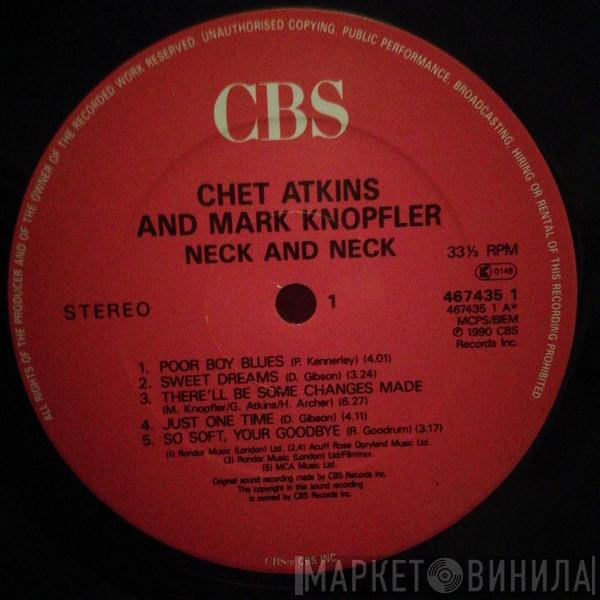 ALL RIGHTS OF THE PRODUCER AND OF THE OWNER OF THE RECORDED WORK RESERVED. UNAUTHORISED COPYING, PUBLIC PERFORMANCE, BROADCASTING, HIRING OR RENTAL OF THIS RECORDING PROHIBITED
CBS
CHET ATKINS
AND MARK KNOPFLER
NECK AND NECK
33⅓ RPM
0149
STEREO
1
467435 1
467435 1 A*
MCPS/BIEM
℗ 1990 CBS
Records Inc.
1. POOR BOY BLUES (P. Kennerley) (4.01)
2. SWEET DREAMS (D. Gibson) (3.24)
3. THERE'LL BE SOME CHANGES MADE
(M. Knopfler/G. Atkins/H. Archer) (6.27)
4. JUST ONE TIME (D. Gibson) (4.11)
5. SO SOFT, YOUR GOODBYE (R. Goodrum) (3.17)
(1) Rondor Music (London) Ltd. (2,4) Acuff Rose Opryland Music Ltd.
(3) Rondor Music (London) Ltd/Filmtrax.
(5) MCA Music Ltd.
Original sound recording made by CBS Records Inc.
The copyright in this sound recording
is owned by CBS Records Inc.
CBS CBS INC.
МАРКЕТ ВИНИЛА